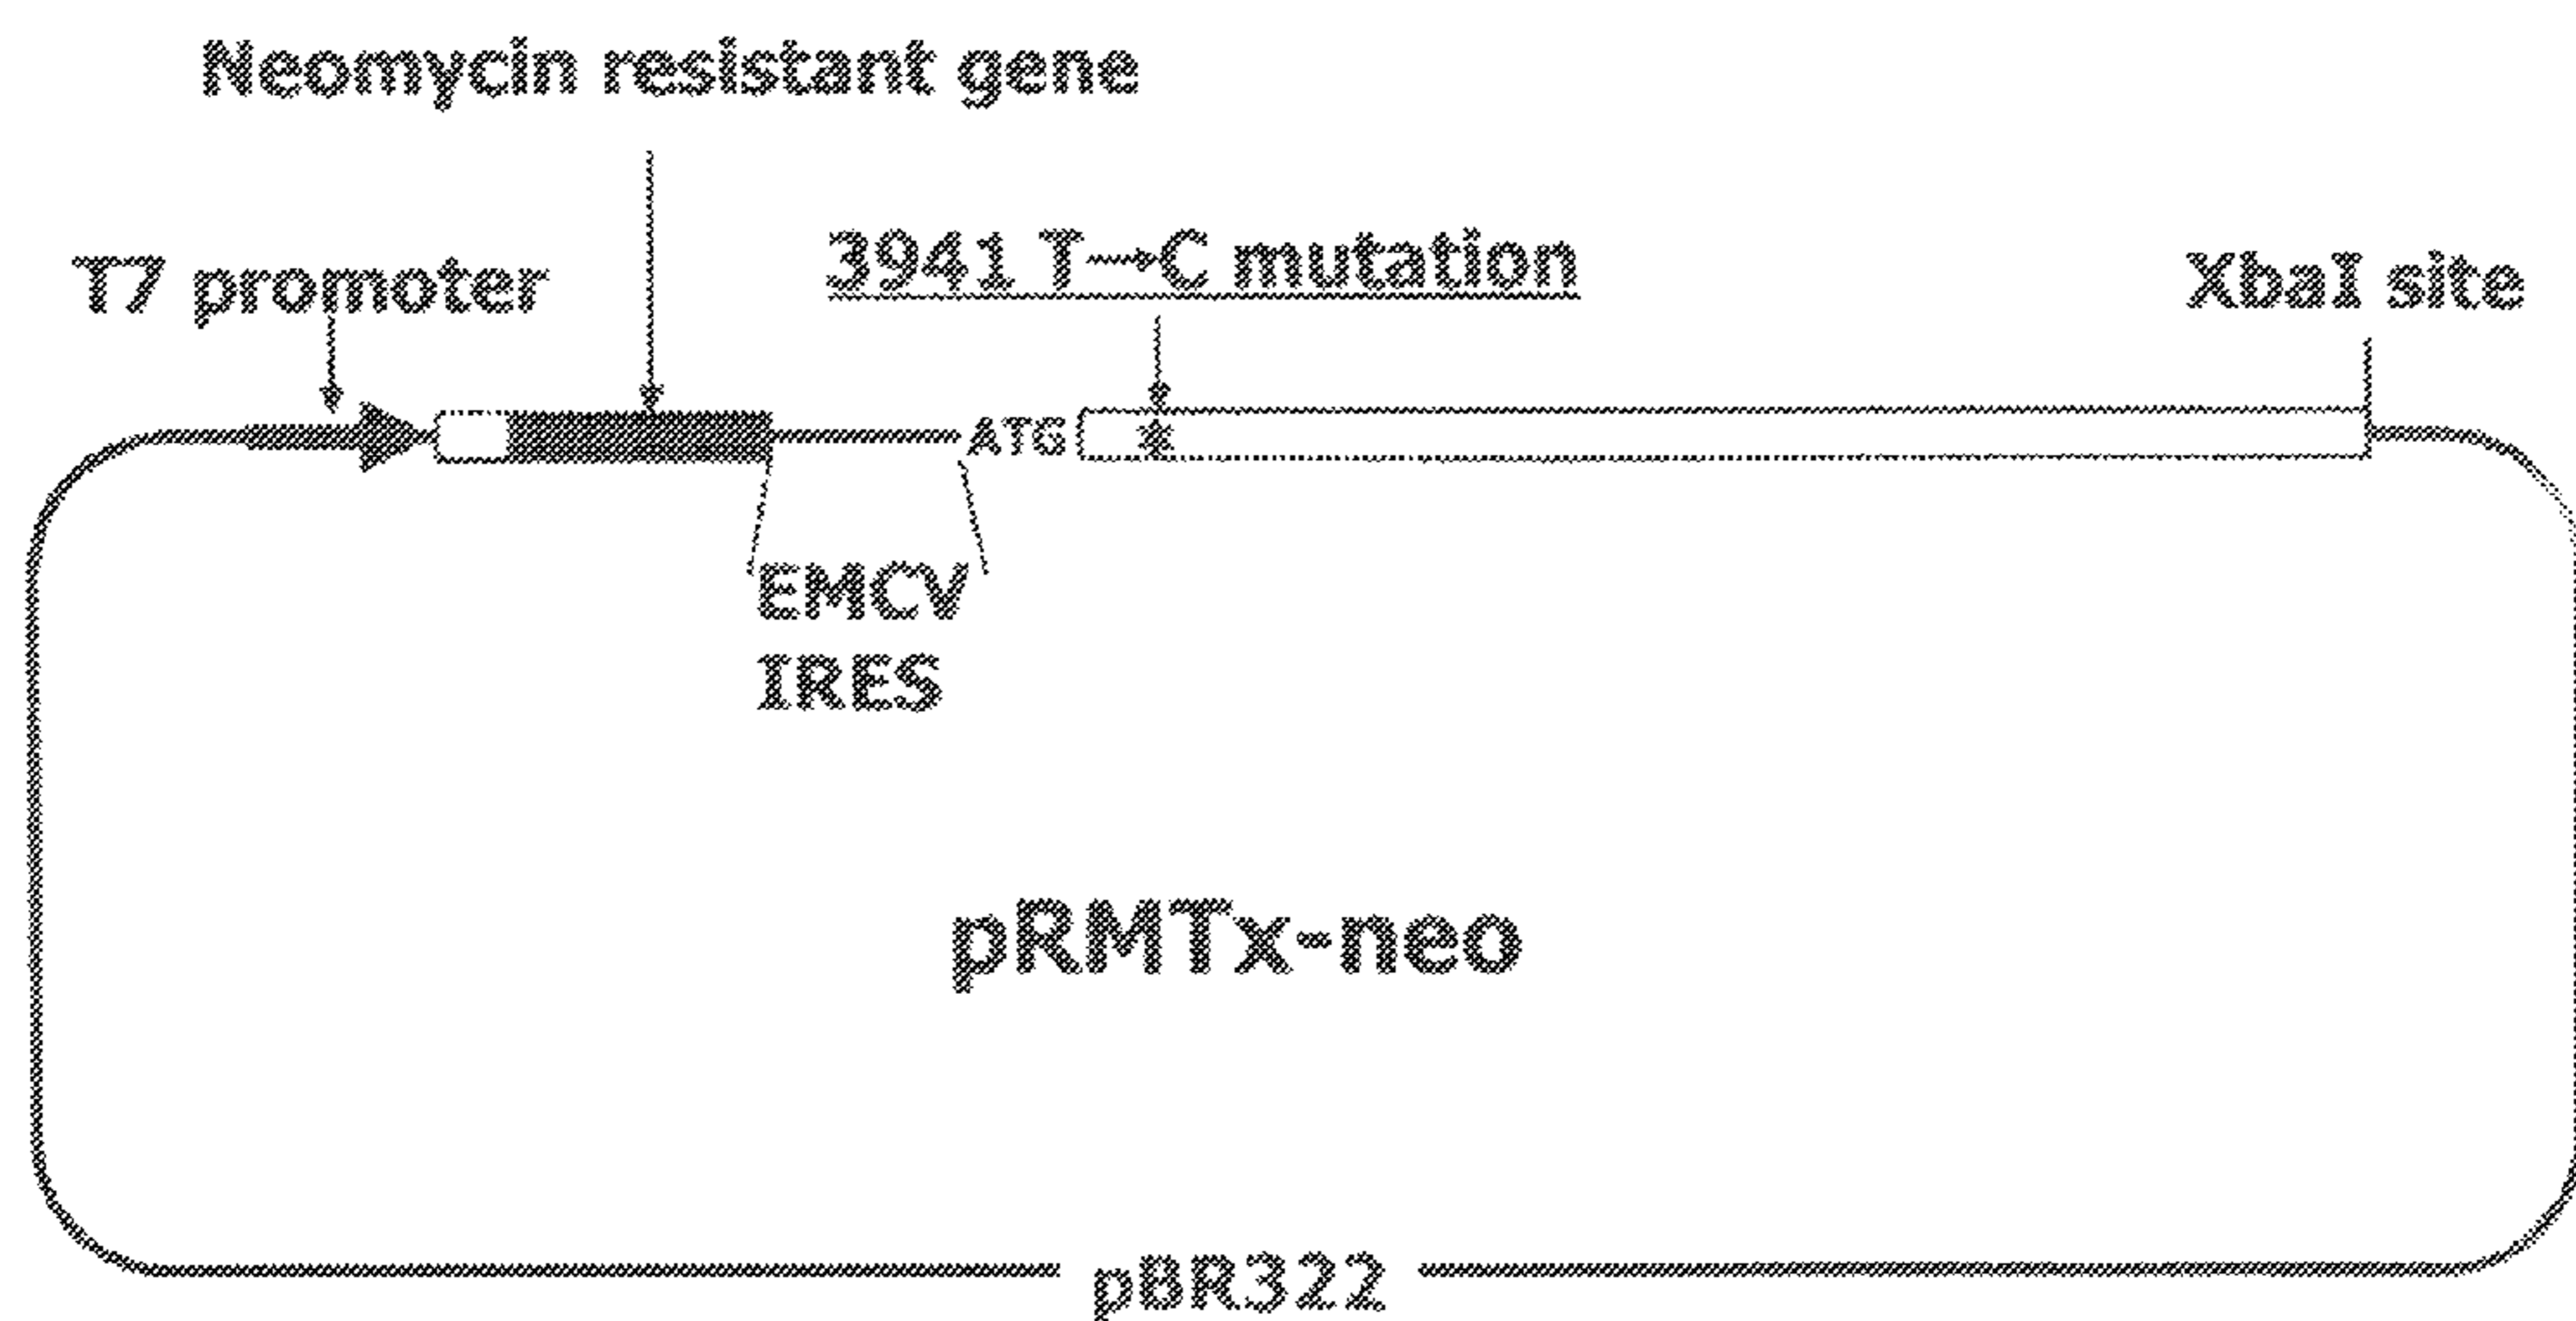 Neomycin resistant gene
T7 promoter
3941 T→C mutation
XbaI site
ATG
*
EMCV
IRES
pRMTx-neo
pBR322